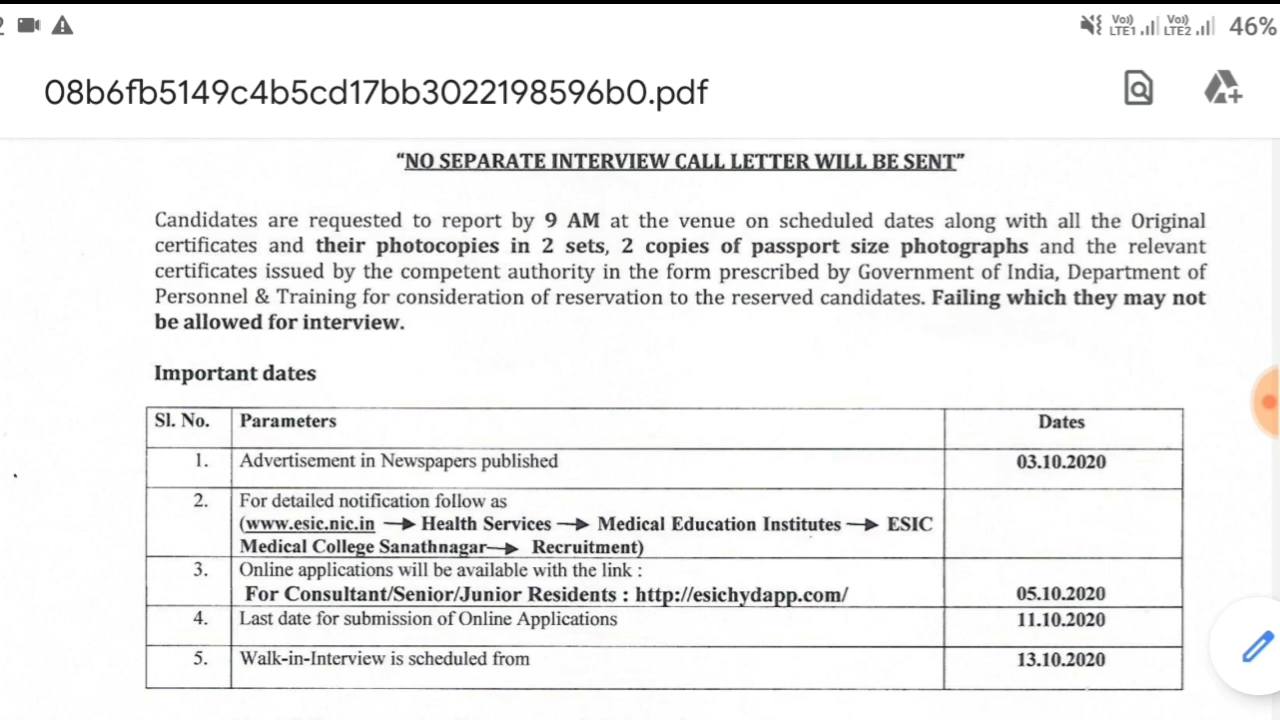 2
Vo)) LTE1 Vo)) LTE2 46%
08b6fb5149c4b5cd17bb3022198596b0.pdf
“NO SEPARATE INTERVIEW CALL LETTER WILL BE SENT”
Candidates are requested to report by 9 AM at the venue on scheduled dates along with all the Original
certificates and their photocopies in 2 sets, 2 copies of passport size photographs and the relevant
certificates issued by the competent authority in the form prescribed by Government of India, Department of
Personnel & Training for consideration of reservation to the reserved candidates. Failing which they may not
be allowed for interview.
Important dates
Sl. No. Parameters Dates
1. Advertisement in Newspapers published 03.10.2020
2. For detailed notification follow as
(www.esic.nic.in → Health Services → Medical Education Institutes → ESIC
Medical College Sanathnagar→ Recruitment)
3. Online applications will be available with the link :
For Consultant/Senior/Junior Residents : http://esichydapp.com/ 05.10.2020
4. Last date for submission of Online Applications 11.10.2020
5. Walk-in-Interview is scheduled from 13.10.2020